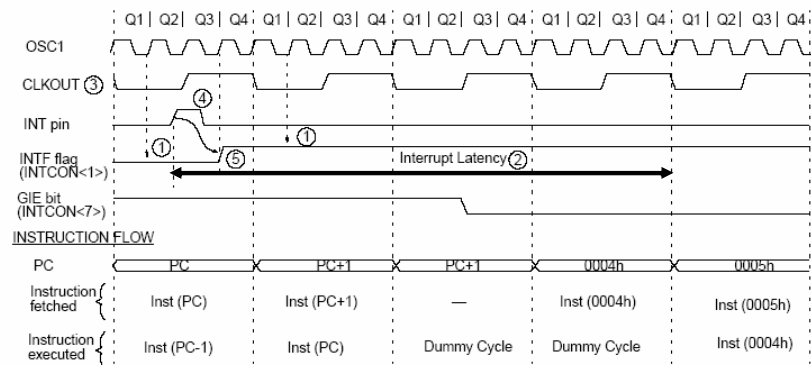 Q1 | Q2 | Q3 | Q4 | Q1 | Q2 | Q3 | Q4 | Q1 | Q2 | Q3 | Q4 | Q1 | Q2 | Q3 | Q4 | Q1 | Q2 | Q3 | Q4
OSC1
CLKOUT ③
④
INT pin
① ①
INTF flag ⑤ Interrupt Latency ②
(INTCON<1>)
GIE bit
(INTCON<7>)
INSTRUCTION FLOW
PC PC PC+1 PC+1 0004h 0005h
Instruction
fetched
Inst (PC) Inst (PC+1) — Inst (0004h) Inst (0005h)
Instruction
executed
Inst (PC-1) Inst (PC) Dummy Cycle Dummy Cycle Inst (0004h)